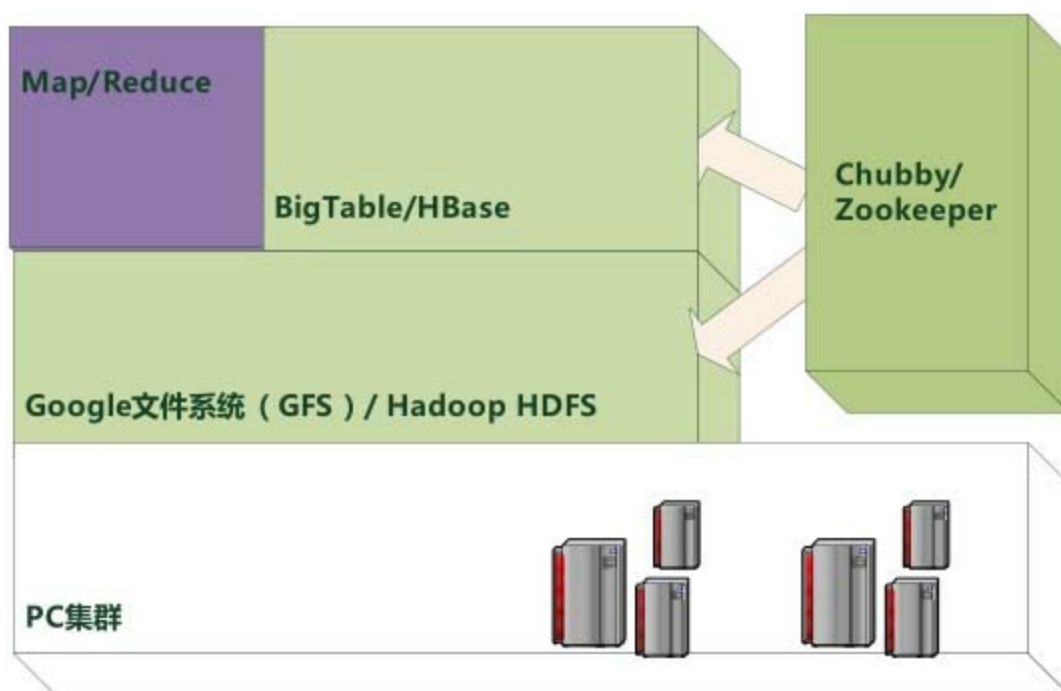 Map/Reduce
BigTable/HBase
Chubby/
Zookeeper
Google文件系统（GFS）/ Hadoop HDFS
PC集群